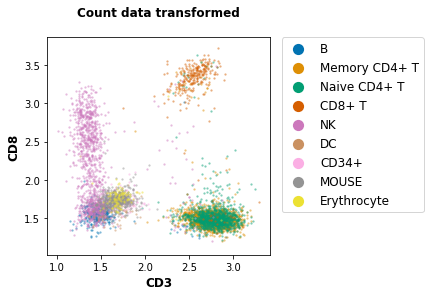 Count data transformed
CD8
3.5
3.0
2.5
2.0
1.5
1.0 1.5 2.0 2.5 3.0
CD3
B
Memory CD4+ T
Naive CD4+ T
CD8+ T
NK
DC
CD34+
MOUSE
Erythrocyte